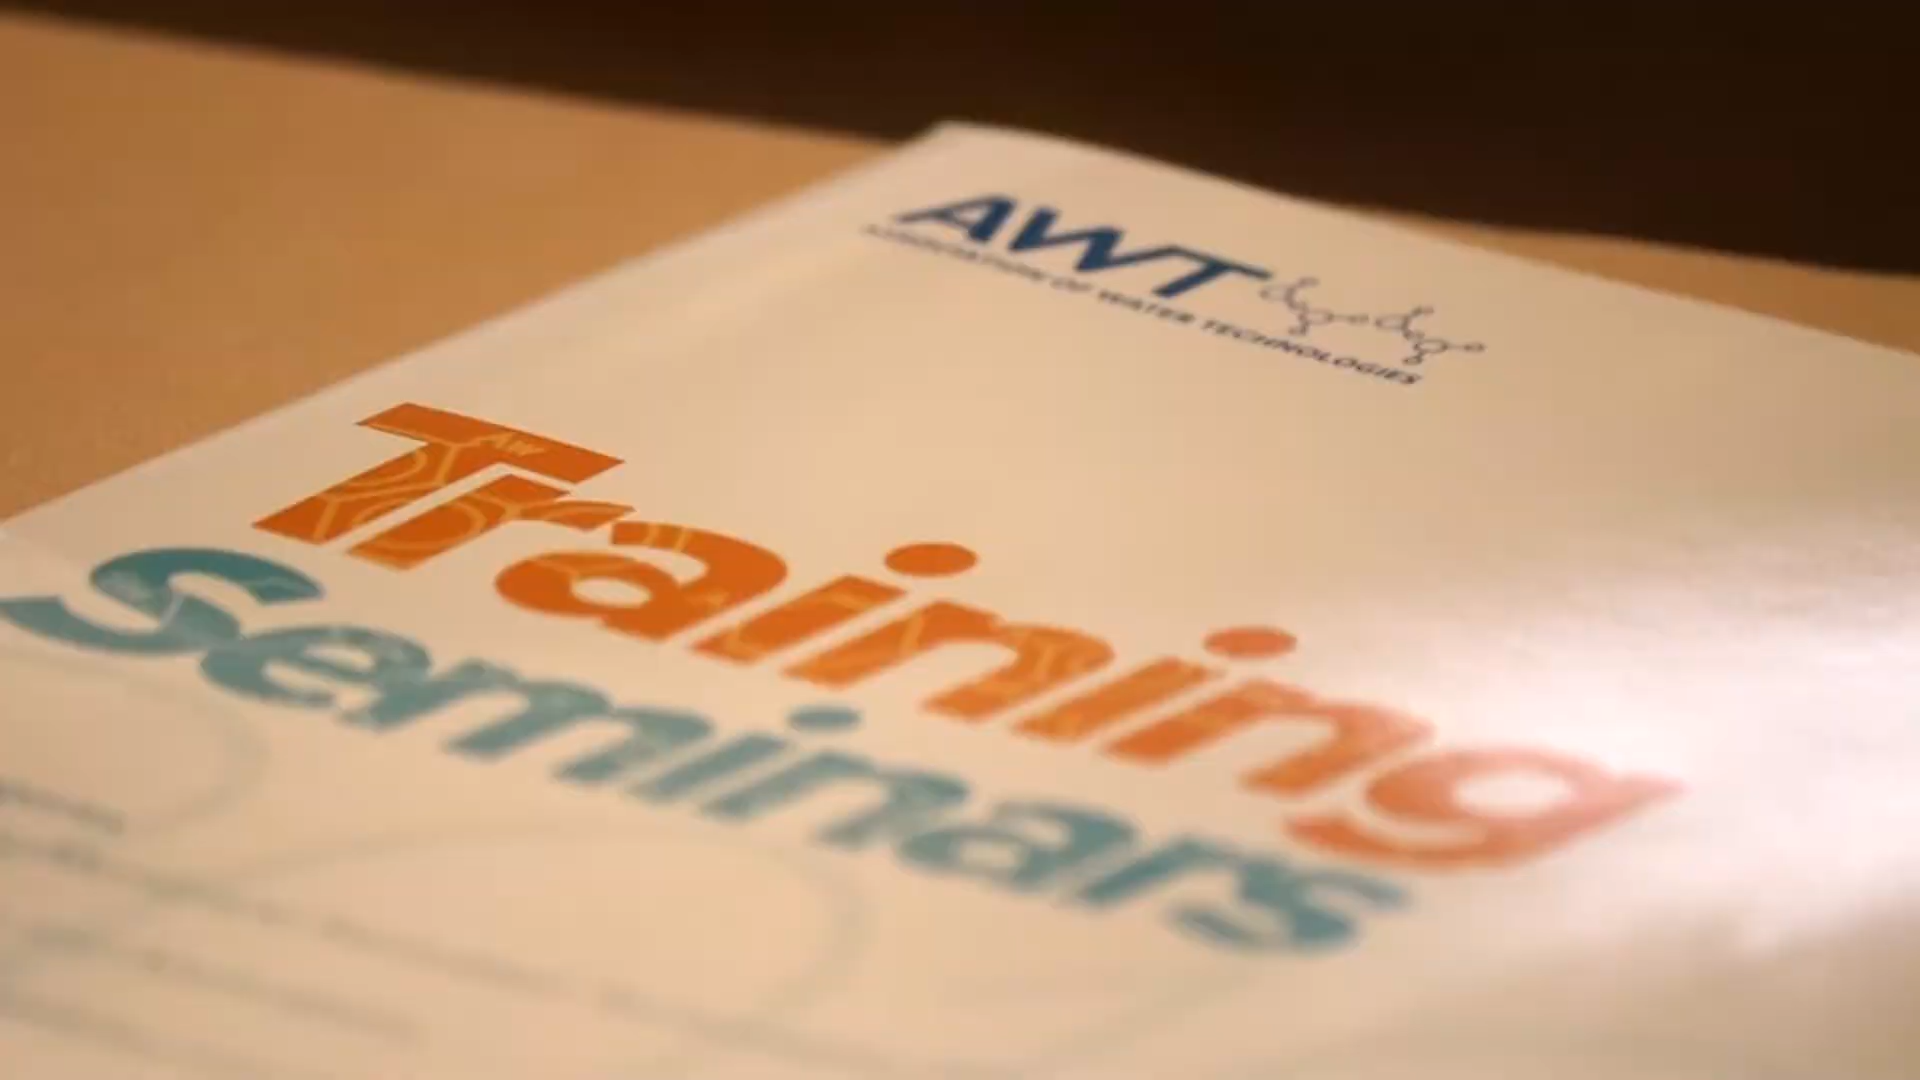 AWT
ASSOCIATION OF WATER TECHNOLOGIES
Training
Seminars